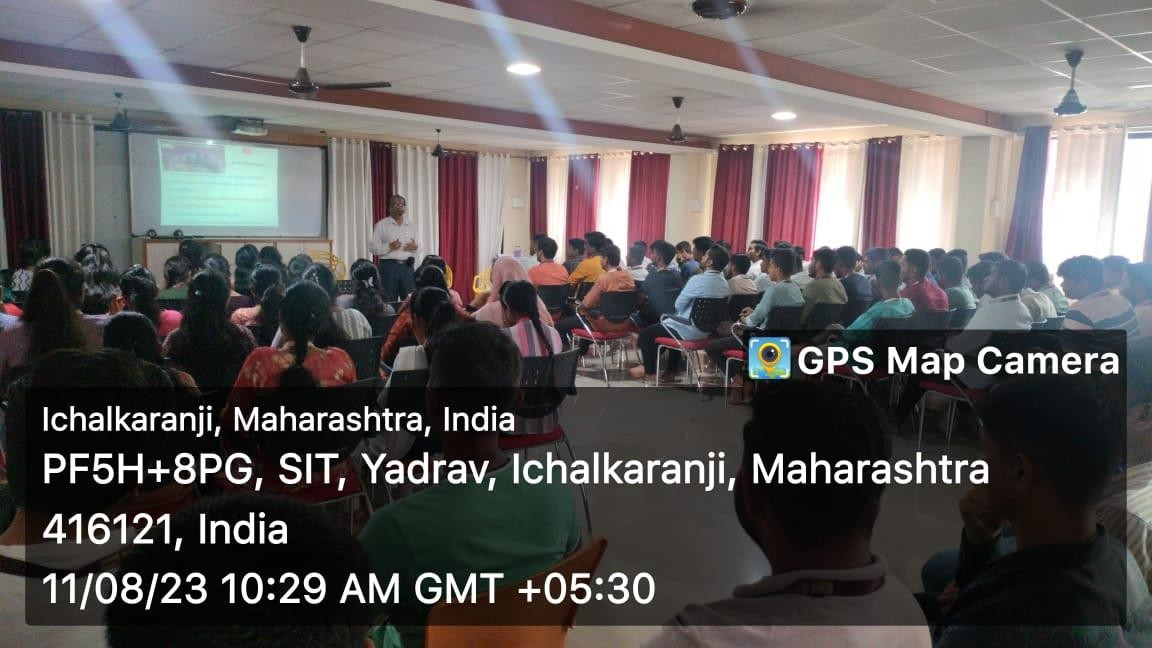 GPS Map Camera
Ichalkaranji, Maharashtra, India
PF5H+8PG, SIT, Yadrav, Ichalkaranji, Maharashtra
416121, India
11/08/23 10:29 AM GMT +05:30